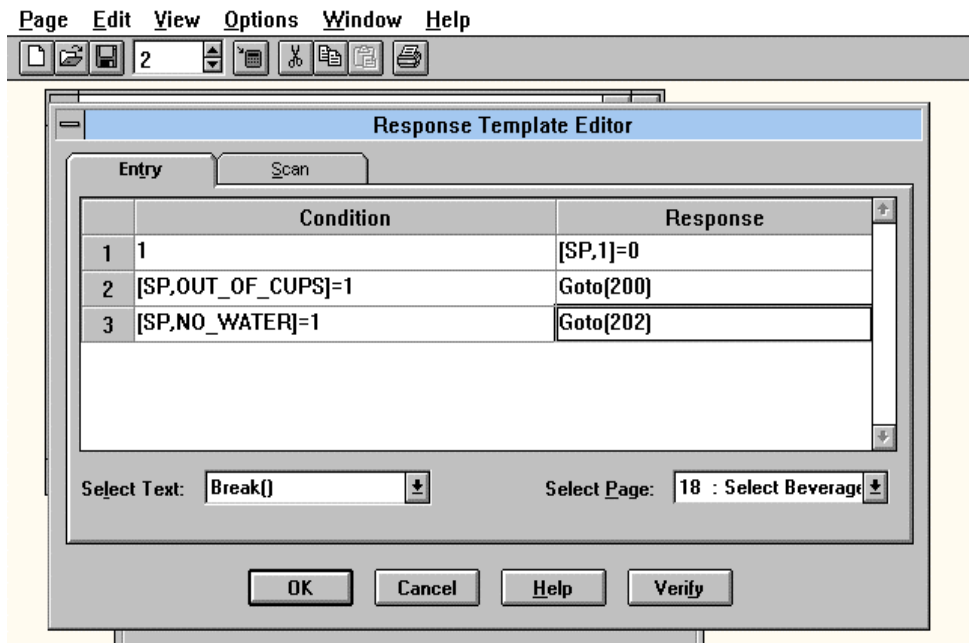 Page Edit View Options Window Help
2
Response Template Editor
Entry Scan
Condition Response
1 1 [SP,1]=0
2 [SP,OUT_OF_CUPS]=1 Goto(200)
3 [SP,NO_WATER]=1 Goto(202)
Select Text: Break() Select Page: 18 : Select Beverage
OK Cancel Help Verify